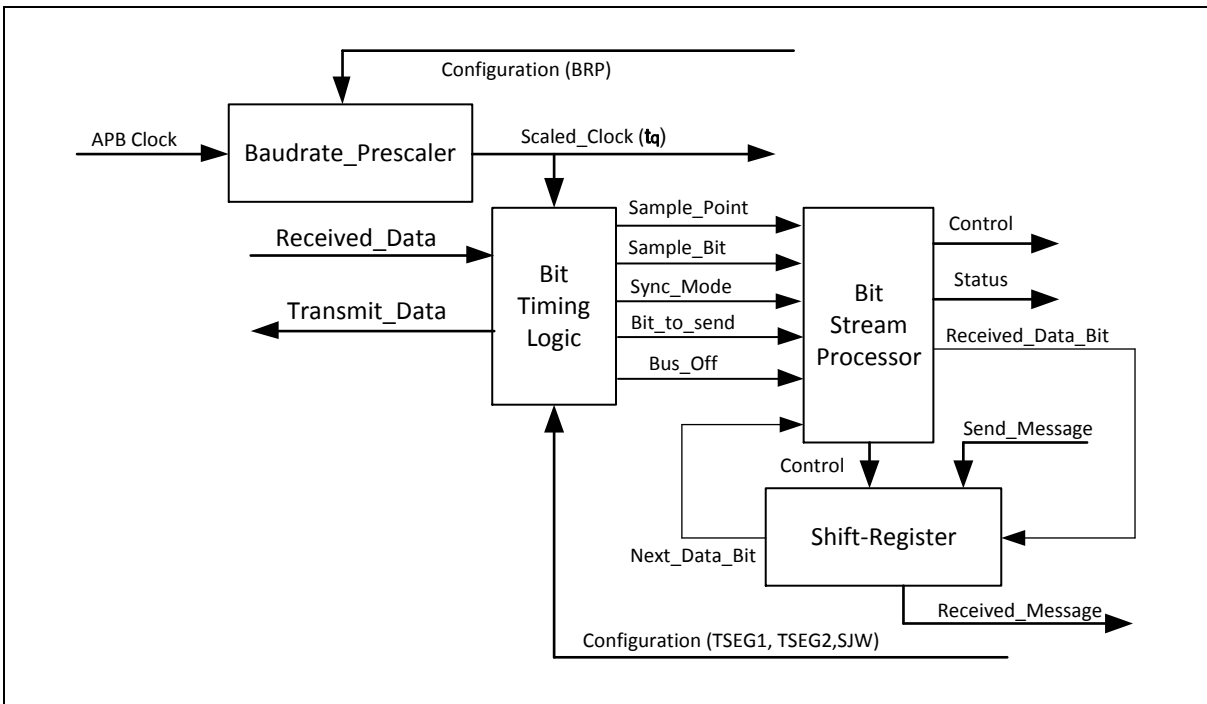 Configuration (BRP)
APB Clock
Baudrate_Prescaler
Scaled_Clock (tq)
Received_Data
Transmit_Data
Bit
Timing
Logic
Sample_Point
Sample_Bit
Sync_Mode
Bit_to_send
Bus_Off
Bit
Stream
Processor
Control
Status
Received_Data_Bit
Send_Message
Control
Shift-Register
Next_Data_Bit
Received_Message
Configuration (TSEG1, TSEG2,SJW)